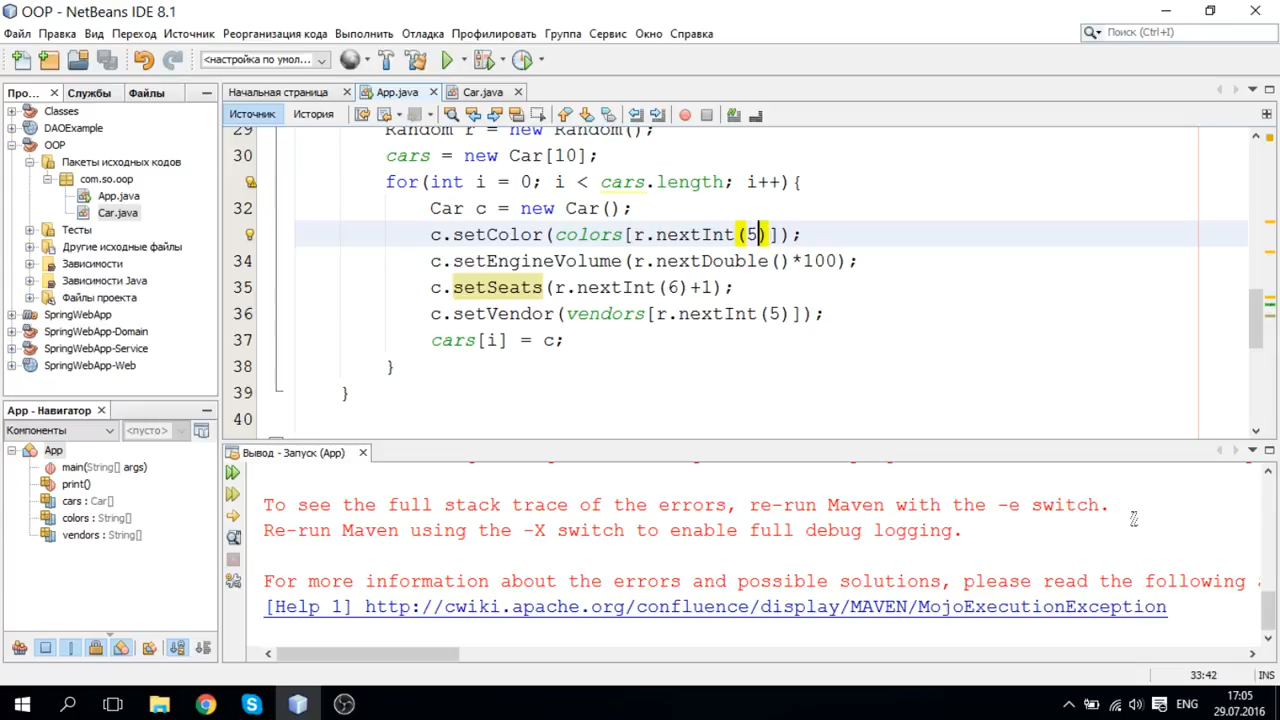 OOP - NetBeans IDE 8.1
Файл Правка Вид Переход Источник Реорганизация кода Выполнить Отладка Профилировать Группа Сервис Окно Справка
Поиск (Ctrl+I)
<настройка по умол...
Про... Службы Файлы
Начальная страница App.java Car.java
Источник История
Classes
DAOExample
OOP
Пакеты исходных кодов
com.so.oop
App.java
Car.java
Тесты
Другие исходные файлы
Зависимости
Зависимости Java
Файлы проекта
SpringWebApp
SpringWebApp-Domain
SpringWebApp-Service
SpringWebApp-Web
29 Random r = new Random();
30 cars = new Car[10];
for(int i = 0; i < cars.length; i++){
32 Car c = new Car();
c.setColor(colors[r.nextInt(5)]);
34 c.setEngineVolume(r.nextDouble()*100);
35 c.setSeats(r.nextInt(6)+1);
36 c.setVendor(vendors[r.nextInt(5)]);
37 cars[i] = c;
38 }
39 }
40
App - Навигатор
Компоненты <пусто>
App
main(String[] args)
print()
cars : Car[]
colors : String[]
vendors : String[]
Вывод - Запуск (App)
To see the full stack trace of the errors, re-run Maven with the -e switch.
Re-run Maven using the -X switch to enable full debug logging.
For more information about the errors and possible solutions, please read the following
[Help 1] http://cwiki.apache.org/confluence/display/MAVEN/MojoExecutionException
33:42 INS
ENG
17:05
29.07.2016